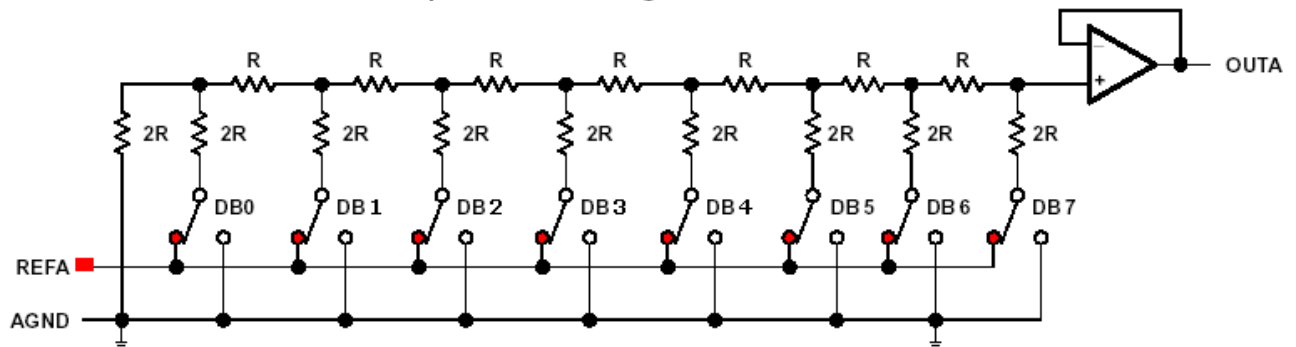 R R R R R R R
OUTA
2R 2R 2R 2R 2R 2R 2R 2R 2R
DB0 DB1 DB2 DB3 DB4 DB5 DB6 DB7
REFA
AGND